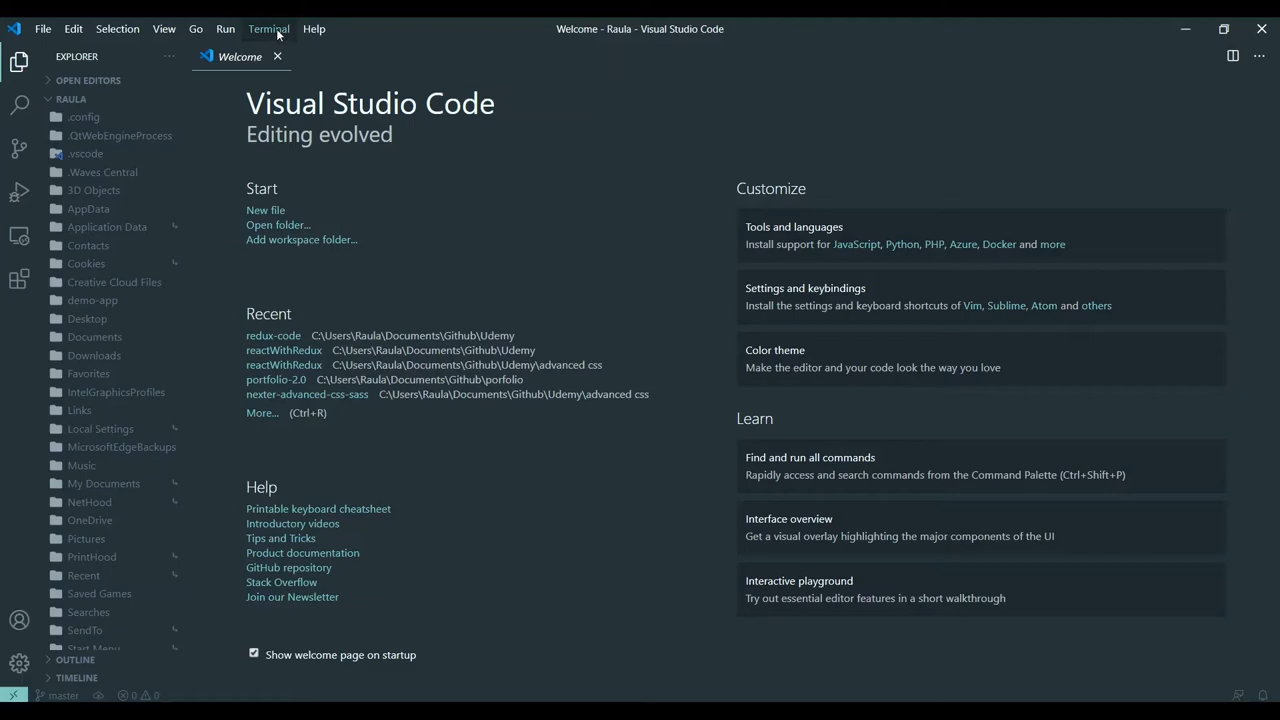 File Edit Selection View Go Run Terminal Help
Welcome - Raula - Visual Studio Code
EXPLORER
Welcome
OPEN EDITORS
RAULA
.config
.QtWebEngineProcess
.vscode
.Waves Central
3D Objects
AppData
Application Data
Contacts
Cookies
Creative Cloud Files
demo-app
Desktop
Documents
Downloads
Favorites
IntelGraphicsProfiles
Links
Local Settings
MicrosoftEdgeBackups
Music
My Documents
NetHood
OneDrive
Pictures
PrintHood
Recent
Saved Games
Searches
SendTo
Start Menu
OUTLINE
TIMELINE
Visual Studio Code
Editing evolved
Start
New file
Open folder...
Add workspace folder...
Recent
redux-code C:\Users\Raula\Documents\Github\Udemy
reactWithRedux C:\Users\Raula\Documents\Github\Udemy
reactWithRedux C:\Users\Raula\Documents\Github\Udemy\advanced css
portfolio-2.0 C:\Users\Raula\Documents\Github\porfolio
nexter-advanced-css-sass C:\Users\Raula\Documents\Github\Udemy\advanced css
More... (Ctrl+R)
Help
Printable keyboard cheatsheet
Introductory videos
Tips and Tricks
Product documentation
GitHub repository
Stack Overflow
Join our Newsletter
Show welcome page on startup
Customize
Tools and languages
Install support for JavaScript, Python, PHP, Azure, Docker and more
Settings and keybindings
Install the settings and keyboard shortcuts of Vim, Sublime, Atom and others
Color theme
Make the editor and your code look the way you love
Learn
Find and run all commands
Rapidly access and search commands from the Command Palette (Ctrl+Shift+P)
Interface overview
Get a visual overlay highlighting the major components of the UI
Interactive playground
Try out essential editor features in a short walkthrough
master 0 0